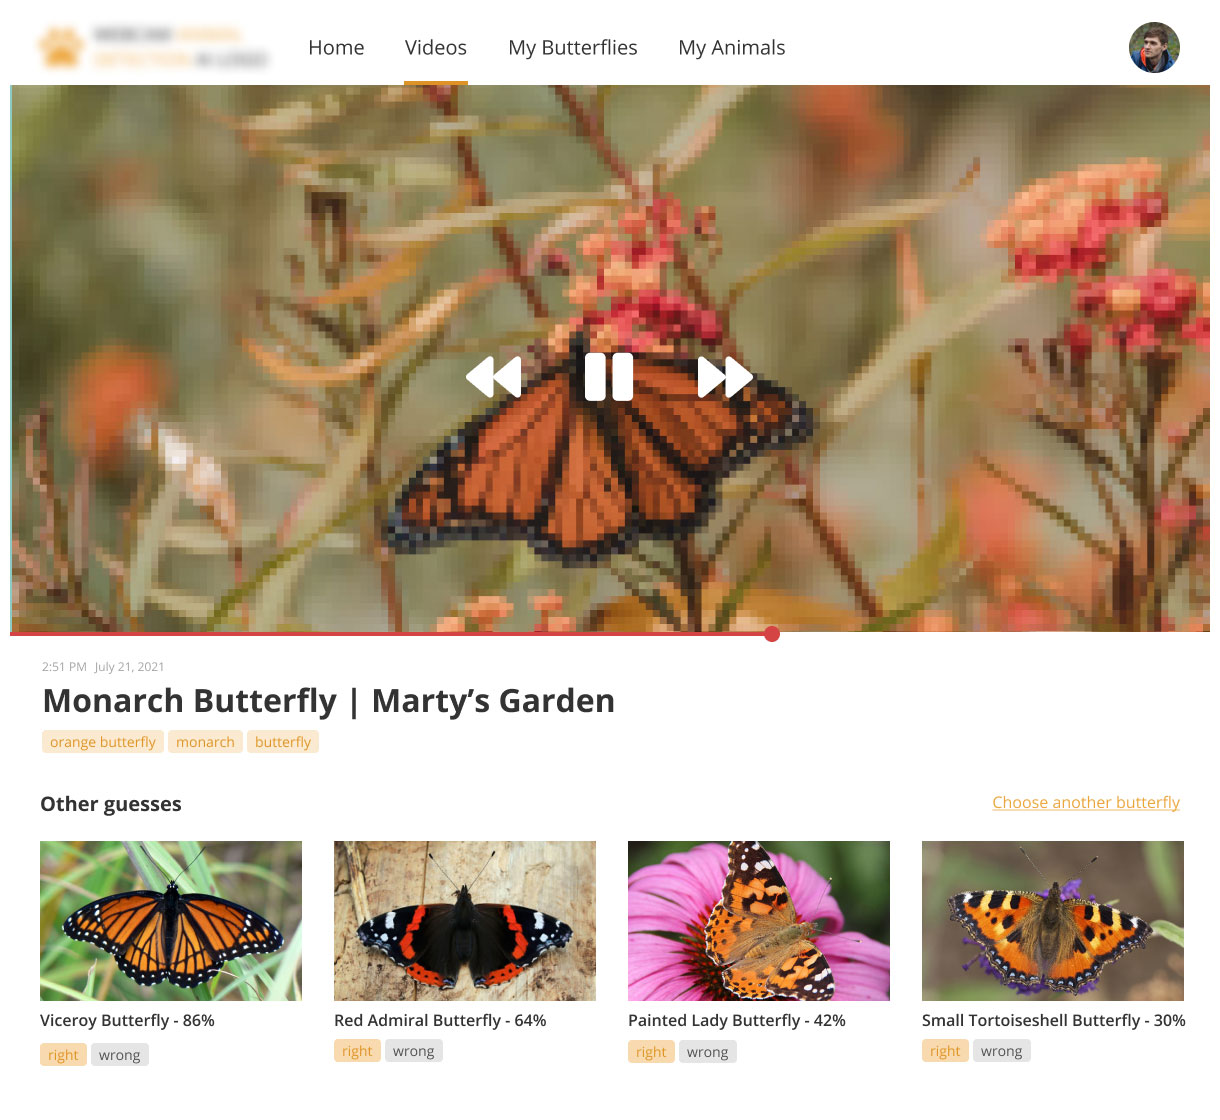 Home Videos My Butterflies My Animals
2:51 PM July 21, 2021
Monarch Butterfly | Marty’s Garden
orange butterfly monarch butterfly
Other guesses Choose another butterfly
Viceroy Butterfly - 86% Red Admiral Butterfly - 64% Painted Lady Butterfly - 42% Small Tortoiseshell Butterfly - 30%
right wrong right wrong right wrong right wrong